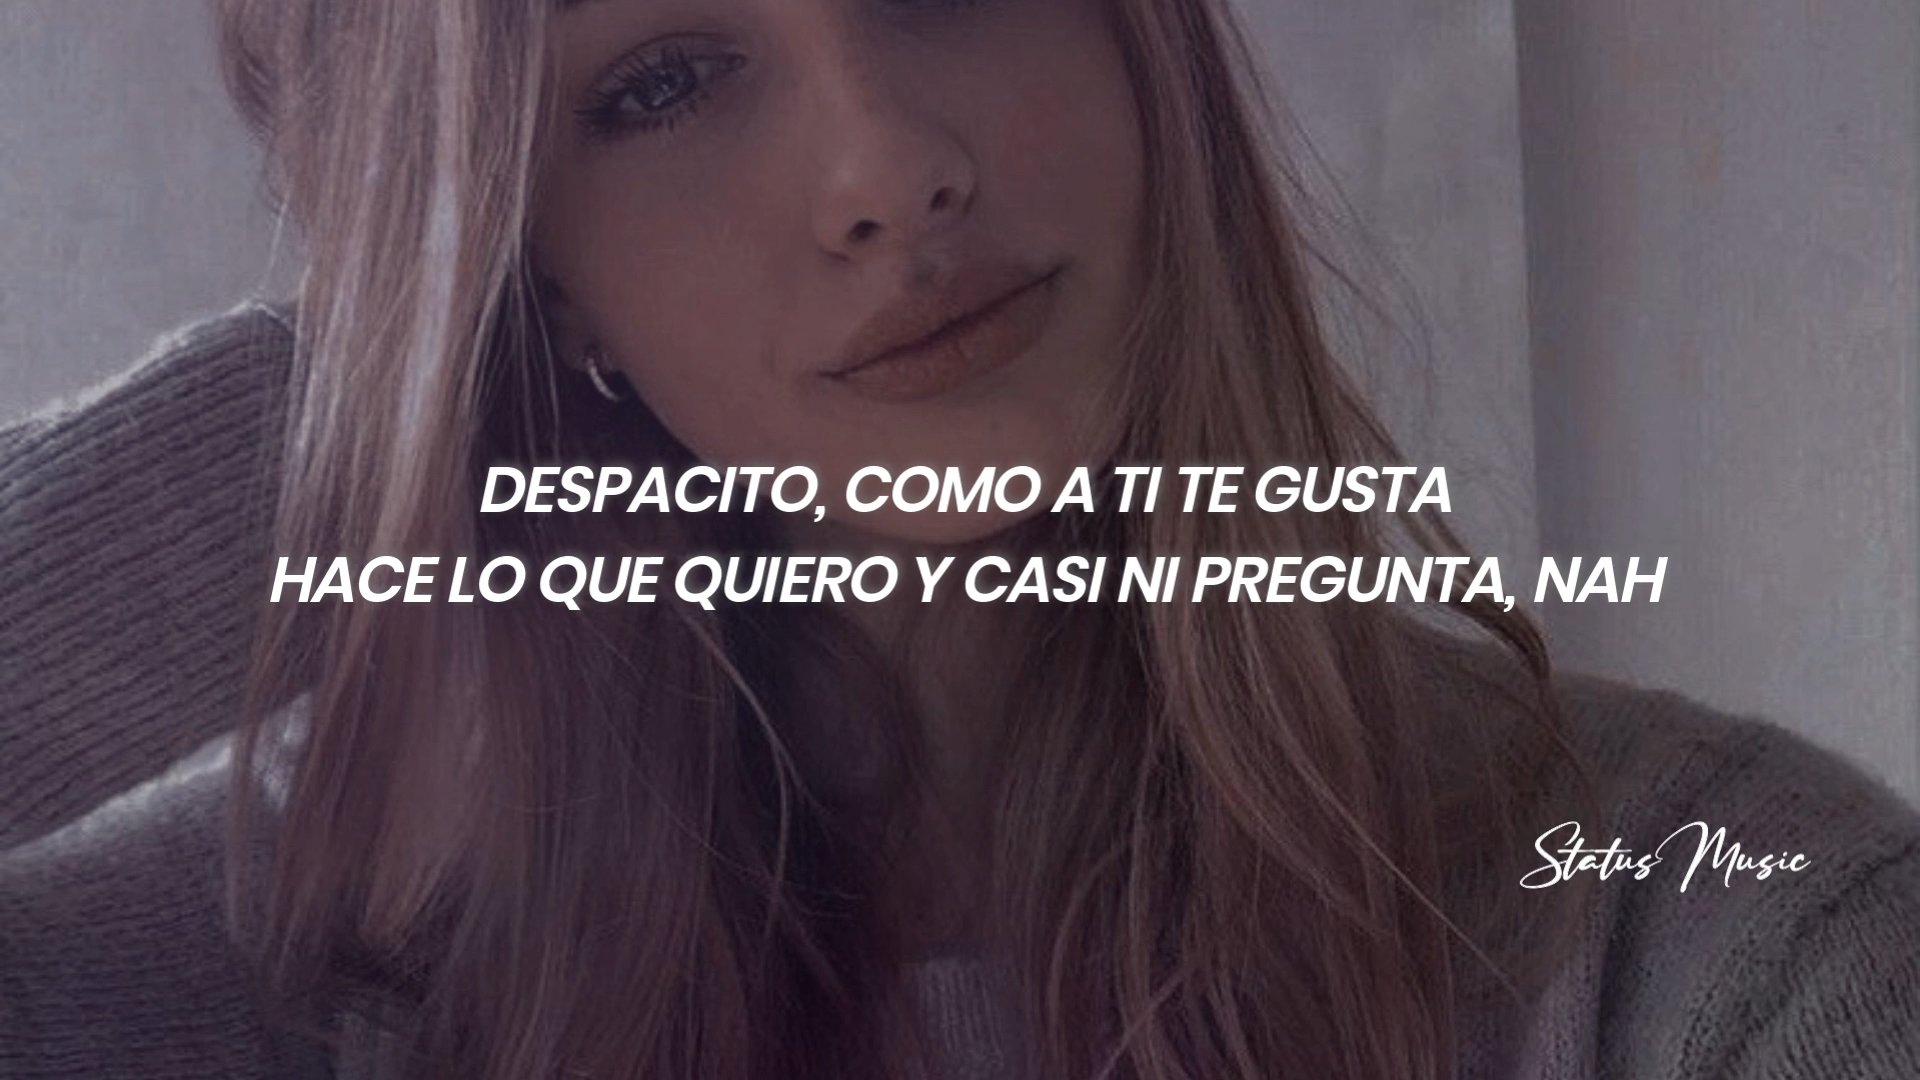 DESPACITO, COMO A TI TE GUSTA
HACE LO QUE QUIERO Y CASI NI PREGUNTA, NAH
Status Music